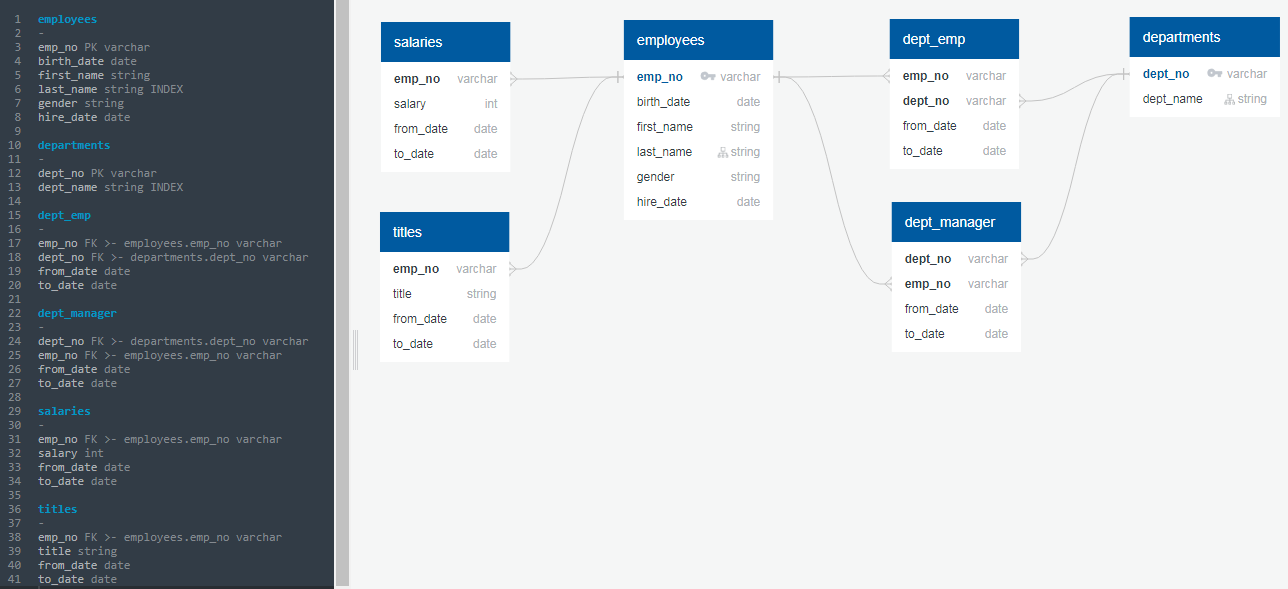 1 employees
2 -
3 emp_no PK varchar
4 birth_date date
5 first_name string
6 last_name string INDEX
7 gender string
8 hire_date date
9
10 departments
11 -
12 dept_no PK varchar
13 dept_name string INDEX
14
15 dept_emp
16 -
17 emp_no FK >- employees.emp_no varchar
18 dept_no FK >- departments.dept_no varchar
19 from_date date
20 to_date date
21
22 dept_manager
23 -
24 dept_no FK >- departments.dept_no varchar
25 emp_no FK >- employees.emp_no varchar
26 from_date date
27 to_date date
28
29 salaries
30 -
31 emp_no FK >- employees.emp_no varchar
32 salary int
33 from_date date
34 to_date date
35
36 titles
37 -
38 emp_no FK >- employees.emp_no varchar
39 title string
40 from_date date
41 to_date date
salaries
emp_no varchar
salary int
from_date date
to_date date
titles
emp_no varchar
title string
from_date date
to_date date
employees
emp_no varchar
birth_date date
first_name string
last_name string
gender string
hire_date date
dept_emp
emp_no varchar
dept_no varchar
from_date date
to_date date
dept_manager
dept_no varchar
emp_no varchar
from_date date
to_date date
departments
dept_no varchar
dept_name string